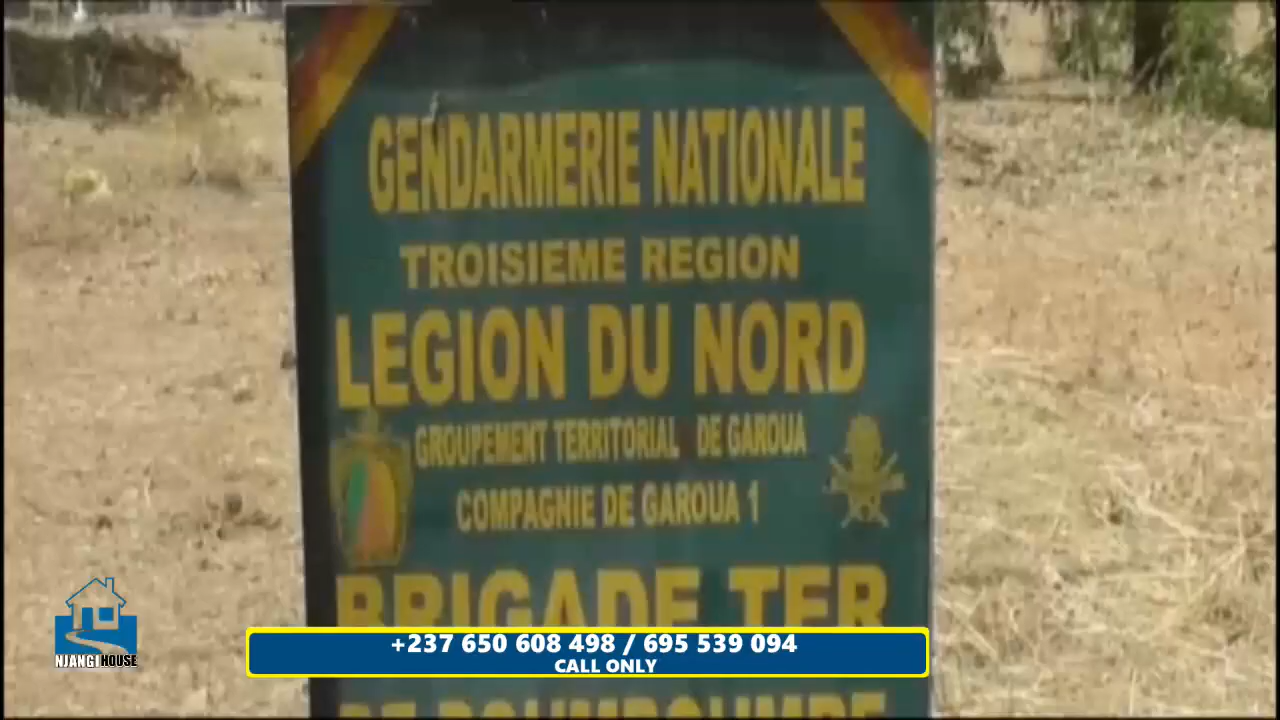 GENDARMERIE NATIONALE
TROISIEME REGION
LEGION DU NORD
GROUPEMENT TERRITORIAL DE GAROUA
COMPAGNIE DE GAROUA 1
BRIGADE TER
NJANGI HOUSE
+237 650 608 498 / 695 539 094
CALL ONLY